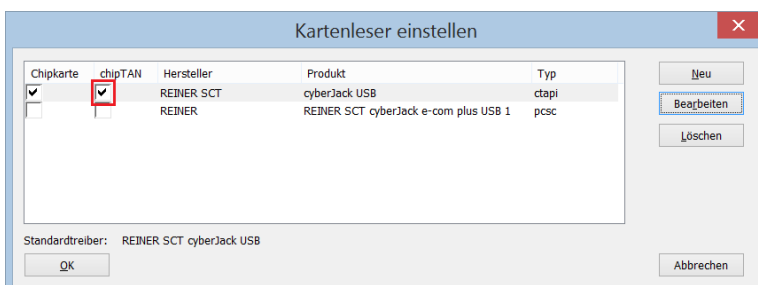 Kartenleser einstellen
Chipkarte chipTAN Hersteller Produkt Typ
REINER SCT cyberJack USB ctapi
REINER REINER SCT cyberJack e-com plus USB 1 pcsc
Neu
Bearbeiten
Löschen
Standardtreiber: REINER SCT cyberJack USB
OK
Abbrechen